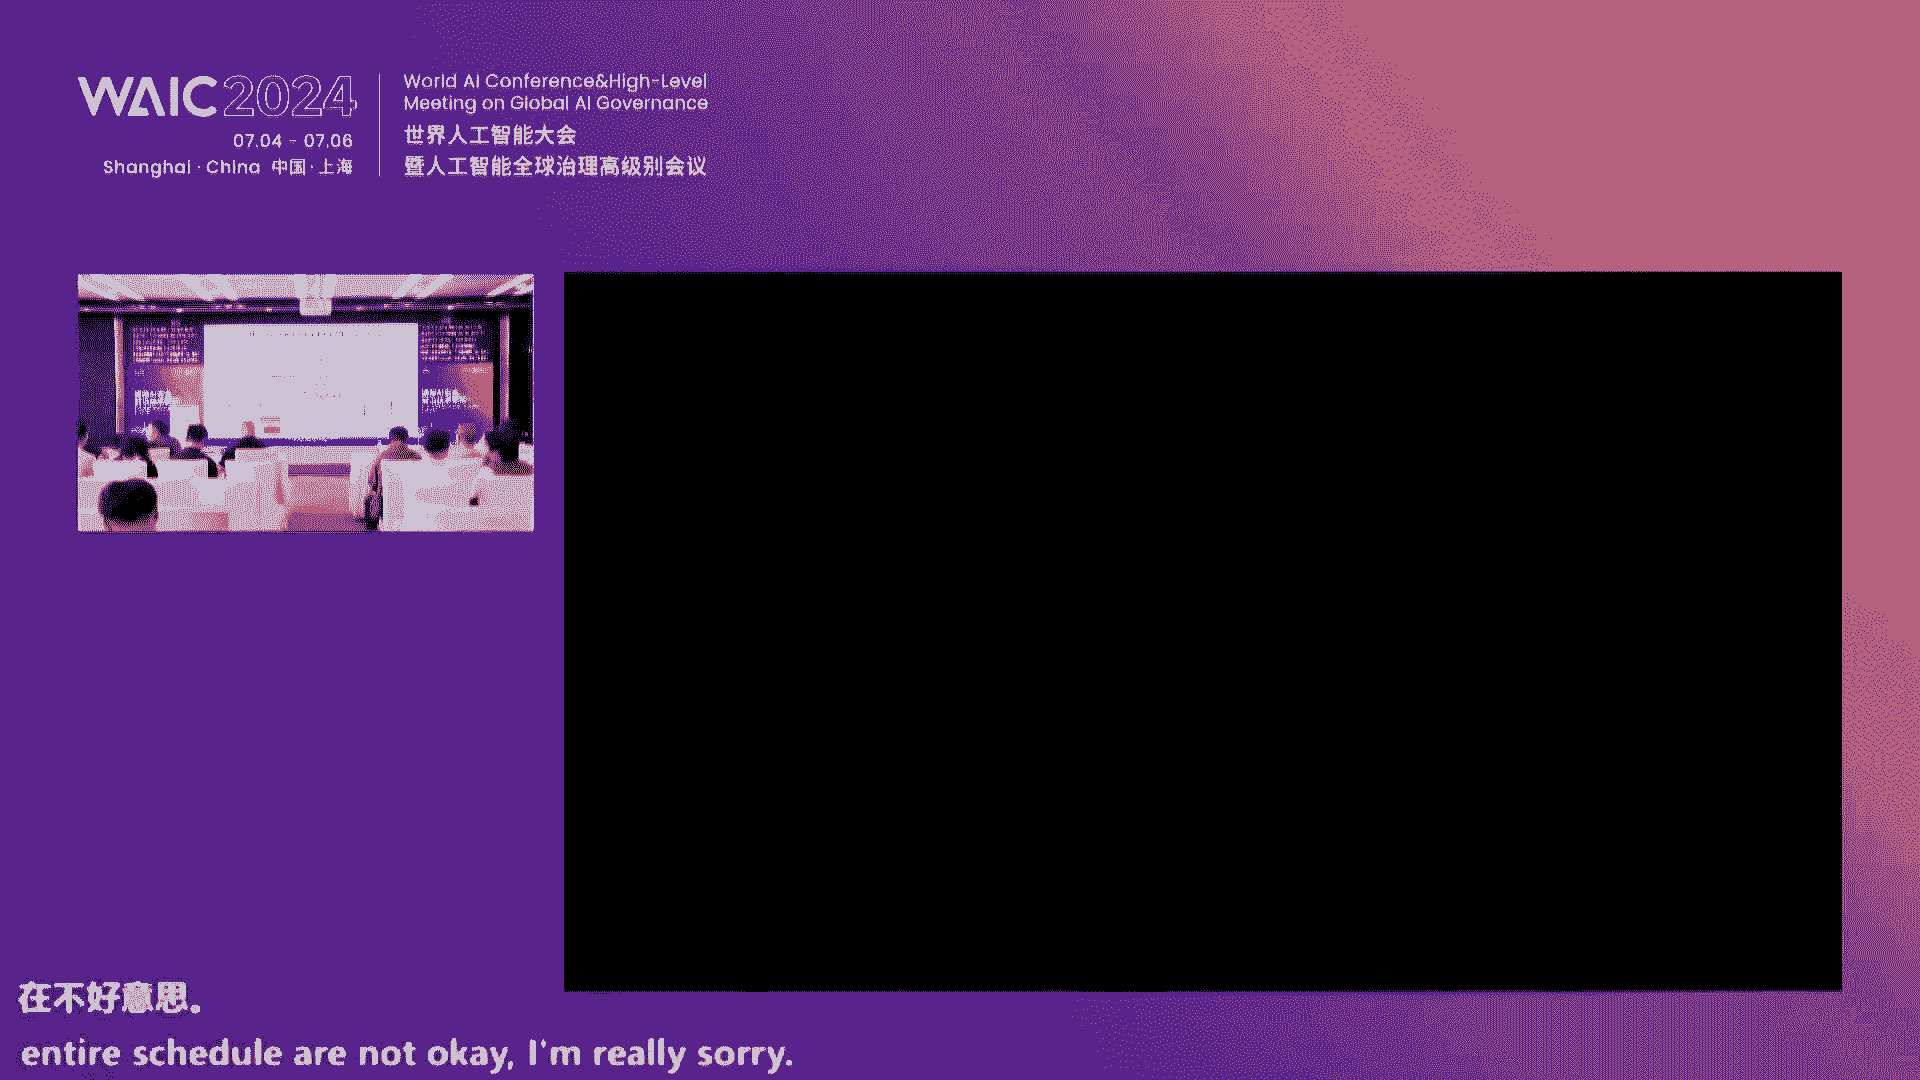 WAIC 2024
07.04 - 07.06
Shanghai · China 中国·上海
World AI Conference&High-Level
Meeting on Global AI Governance
世界人工智能大会
暨人工智能全球治理高级别会议
在不好意思。
entire schedule are not okay, I'm really sorry.